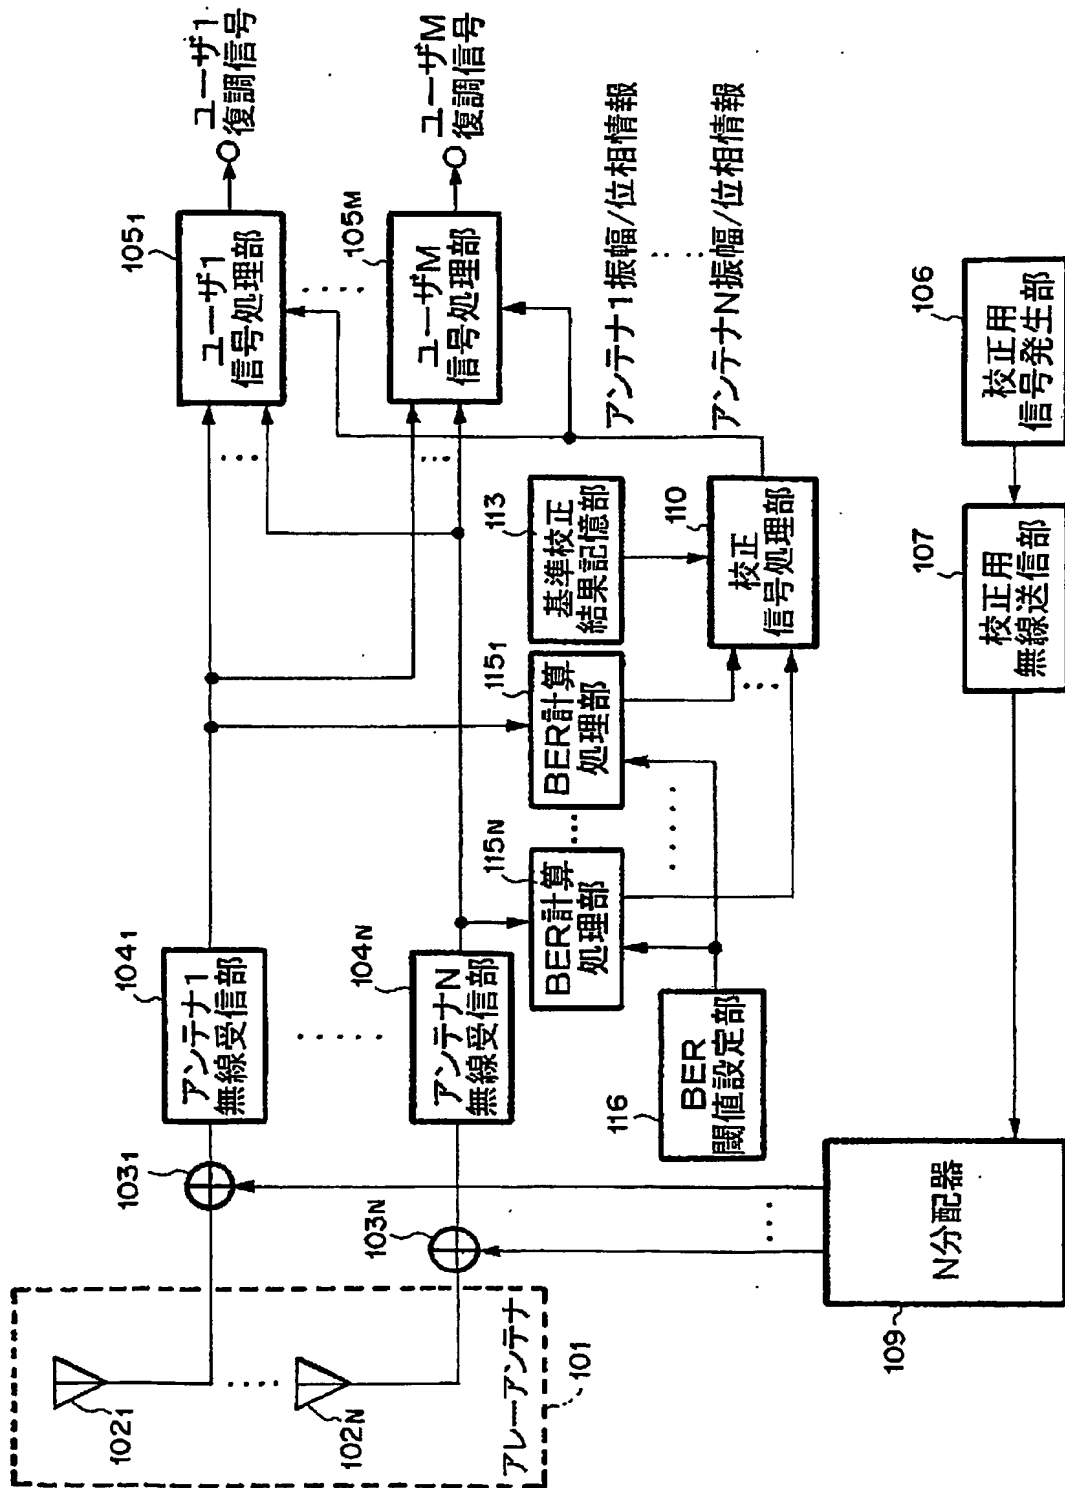 アレーアンテナ
101
102₁
102N
103₁
103N
104₁
アンテナ1
無線受信部
104N
アンテナN
無線受信部
105₁
ユーザ1
信号処理部
ユーザ1
復調信号
105M
ユーザM
信号処理部
ユーザM
復調信号
115N
BER計算
処理部
115₁
BER計算
処理部
113
基準校正
結果記憶部
アンテナ1振幅/位相情報
アンテナN振幅/位相情報
116
BER
閾値設定部
110
校正
信号処理部
109
N分配器
107
校正用
無線送信部
106
校正用
信号発生部